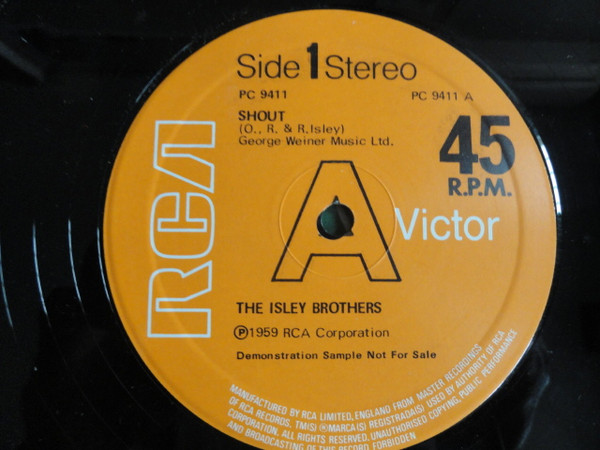 Side 1 Stereo
PC 9411
PC 9411 A
SHOUT
(O., R. & R.Isley)
George Weiner Music Ltd.
45
R.P.M.
RCA
A
Victor
THE ISLEY BROTHERS
Ⓟ1959 RCA Corporation
Demonstration Sample Not For Sale
MANUFACTURED BY RCA LIMITED, ENGLAND FROM MASTER RECORDINGS
OF RCA RECORDS. TM(S) ®MARCA(S) REGISTRADA(S) USED BY AUTHORITY OF RCA
CORPORATION. ALL RIGHTS RESERVED. UNAUTHORISED COPYING, PUBLIC PERFORMANCE
AND BROADCASTING OF THIS RECORD FORBIDDEN